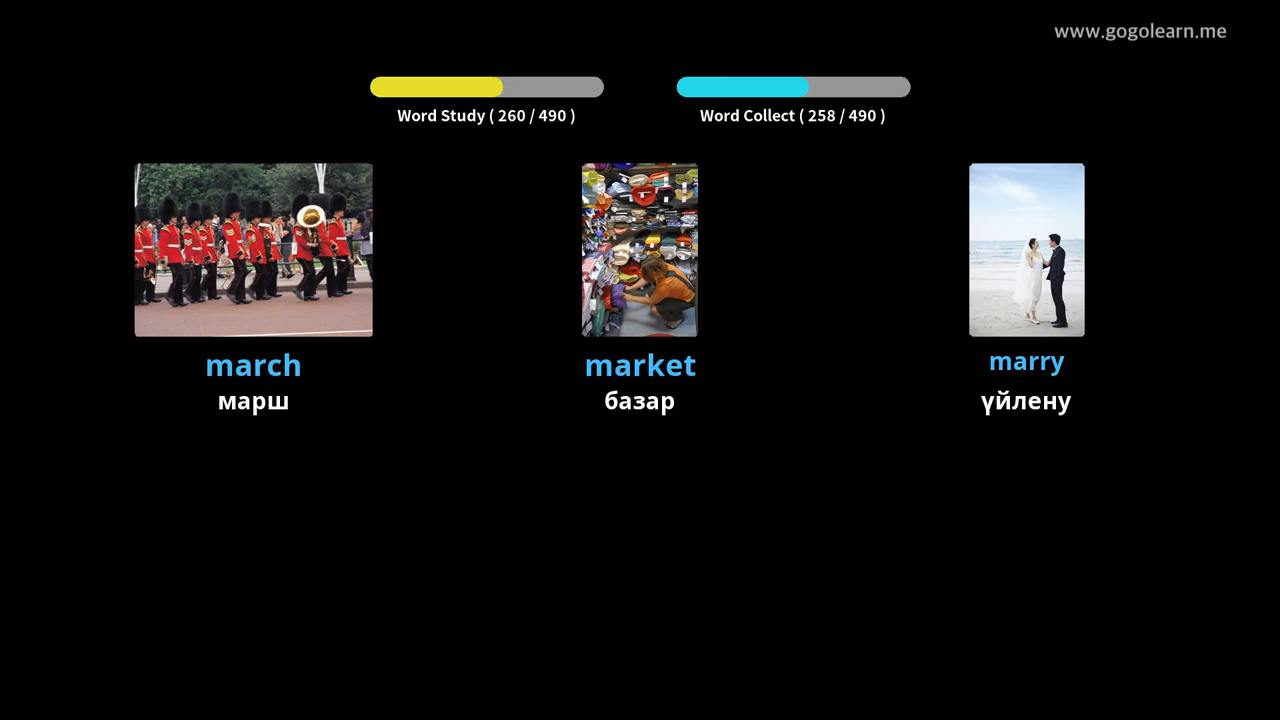 www.gogolearn.me
Word Study ( 260 / 490 )
Word Collect ( 258 / 490 )
march
market
marry
марш
базар
үйлену